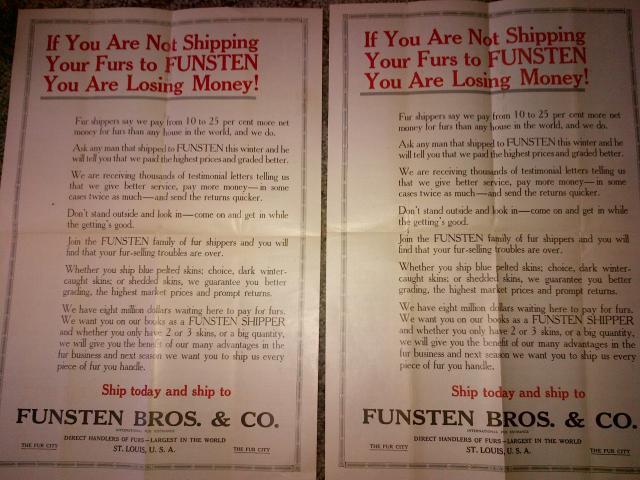 If You Are Not Shipping
Your Furs to FUNSTEN
You Are Losing Money!
Fur shippers say we pay from 10 to 25 per cent more net
money for furs than any house in the world, and we do.
Ask any man that shipped to FUNSTEN this winter and he
will tell you that we paid the highest prices and graded better.
We are receiving thousands of testimonial letters telling us
that we give better service, pay more money—in some
cases twice as much—and send the returns quicker.
Don't stand outside and look in—come on and get in while
the getting's good.
Join the FUNSTEN family of fur shippers and you will
find that your fur-selling troubles are over.
Whether you ship blue pelted skins; choice, dark winter-
caught skins; or shedded skins, we guarantee you better
grading, the highest market prices and prompt returns.
We have eight million dollars waiting here to pay for furs.
We want you on our books as a FUNSTEN SHIPPER
and whether you only have 2 or 3 skins, or a big quantity,
we will give you the benefit of our many advantages in the
fur business and next season we want you to ship us every
piece of fur you handle.
Ship today and ship to
FUNSTEN BROS. & CO.
INTERNATIONAL FUR EXCHANGE
DIRECT HANDLERS OF FURS—LARGEST IN THE WORLD
THE FUR CITY ST. LOUIS, U. S. A. THE FUR CITY
If You Are Not Shipping
Your Furs to FUNSTEN
You Are Losing Money!
Fur shippers say we pay from 10 to 25 per cent more net
money for furs than any house in the world, and we do.
Ask any man that shipped to FUNSTEN this winter and he
will tell you that we paid the highest prices and graded better.
We are receiving thousands of testimonial letters telling us
that we give better service, pay more money—in some
cases twice as much—and send the returns quicker.
Don't stand outside and look in—come on and get in while
the getting's good.
Join the FUNSTEN family of fur shippers and you will
find that your fur-selling troubles are over.
Whether you ship blue pelted skins; choice, dark winter-
caught skins; or shedded skins, we guarantee you better
grading, the highest market prices and prompt returns.
We have eight million dollars waiting here to pay for furs.
We want you on our books as a FUNSTEN SHIPPER
and whether you only have 2 or 3 skins, or a big quantity,
we will give you the benefit of our many advantages in the
fur business and next season we want you to ship us every
piece of fur you handle.
Ship today and ship to
FUNSTEN BROS. & CO.
INTERNATIONAL FUR EXCHANGE
DIRECT HANDLERS OF FURS—LARGEST IN THE WORLD
THE FUR CITY ST. LOUIS, U. S. A. THE FUR CITY